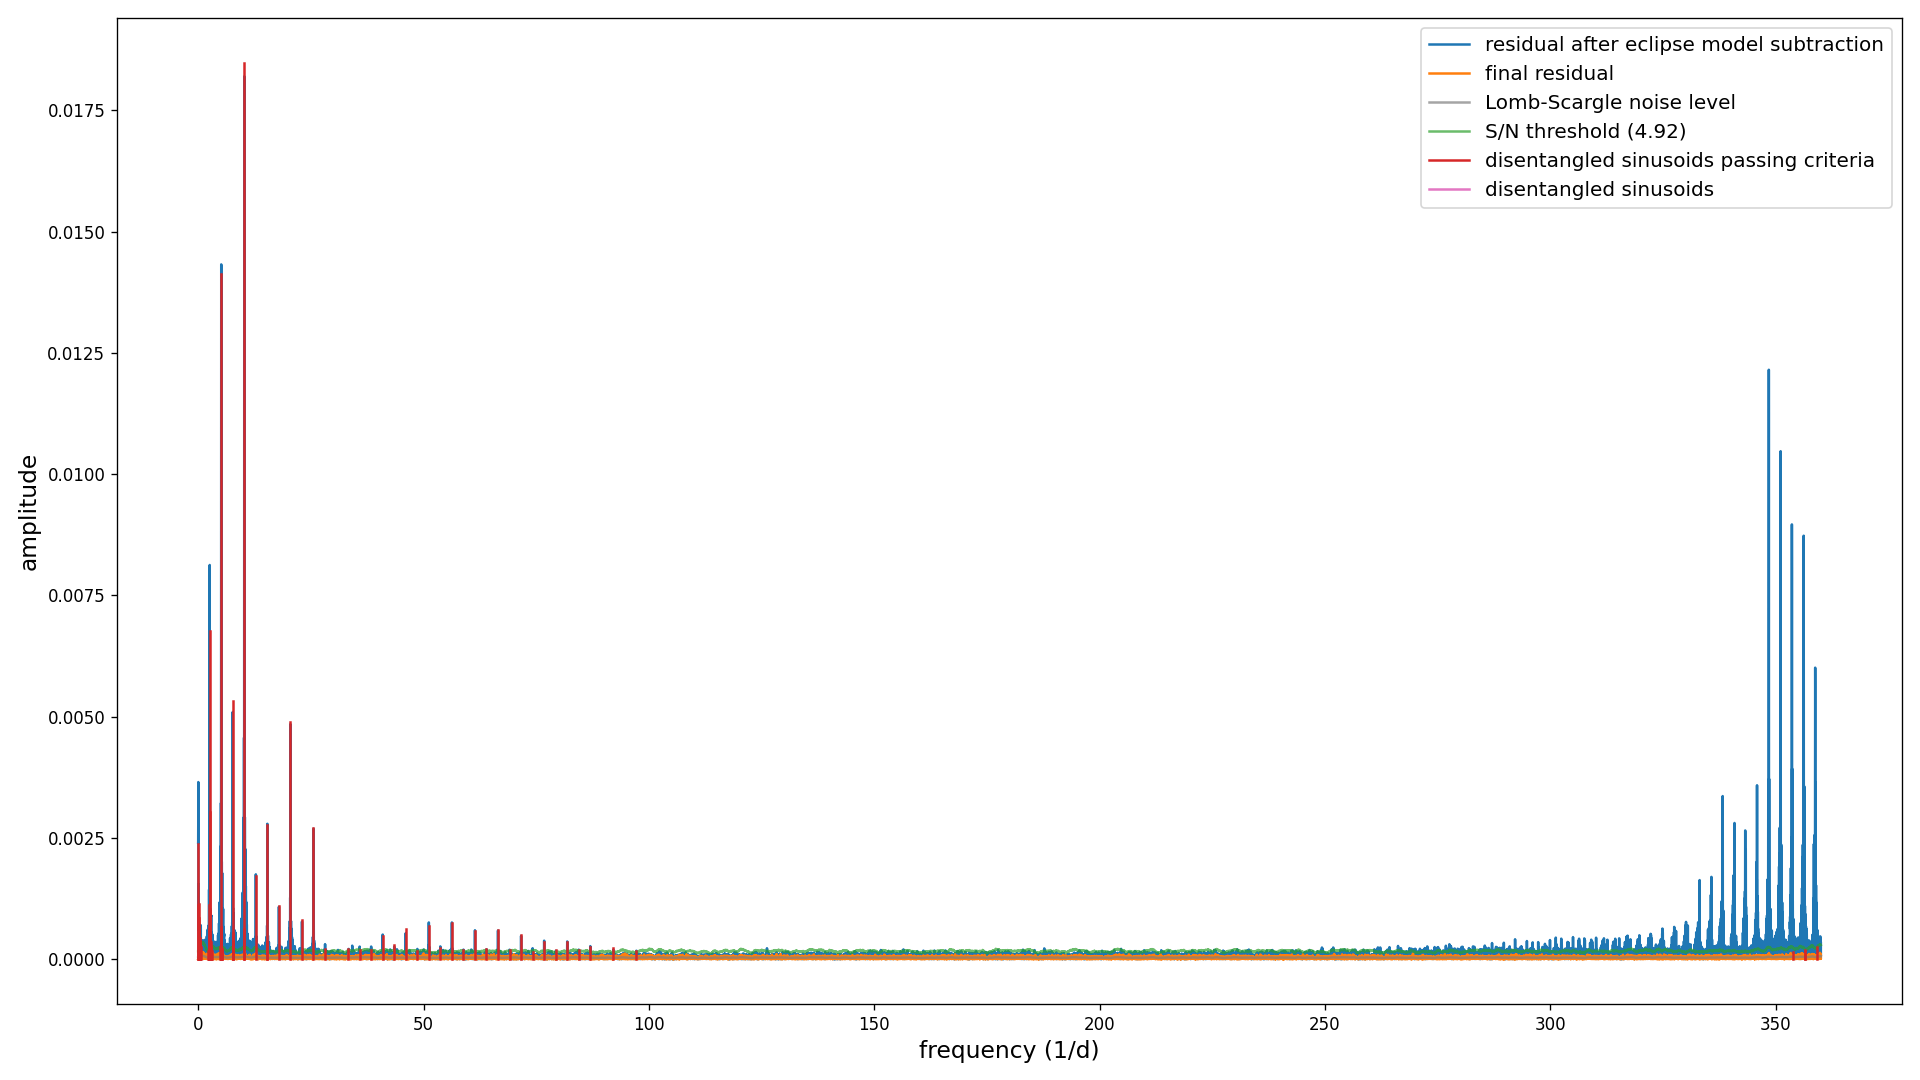 residual after eclipse model subtraction
final residual
Lomb-Scargle noise level
S/N threshold (4.92)
disentangled sinusoids passing criteria
disentangled sinusoids
0.0175
0.0150
0.0125
0.0100
0.0075
0.0050
0.0025
0.0000
amplitude
0 50 100 150 200 250 300 350
frequency (1/d)